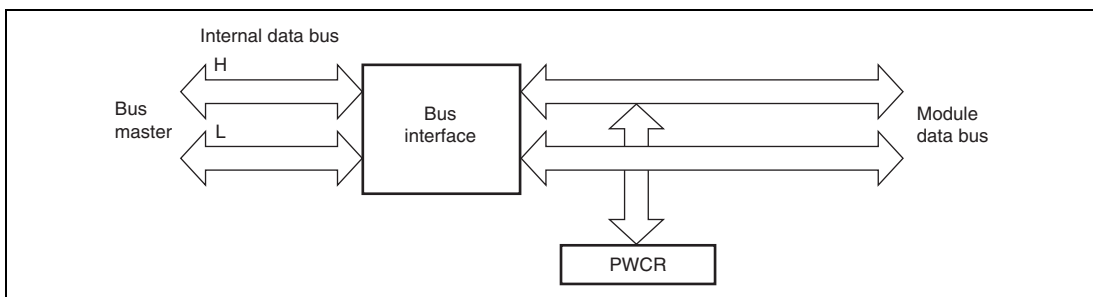 Internal data bus
H
Bus
master
L
Bus
interface
Module
data bus
PWCR